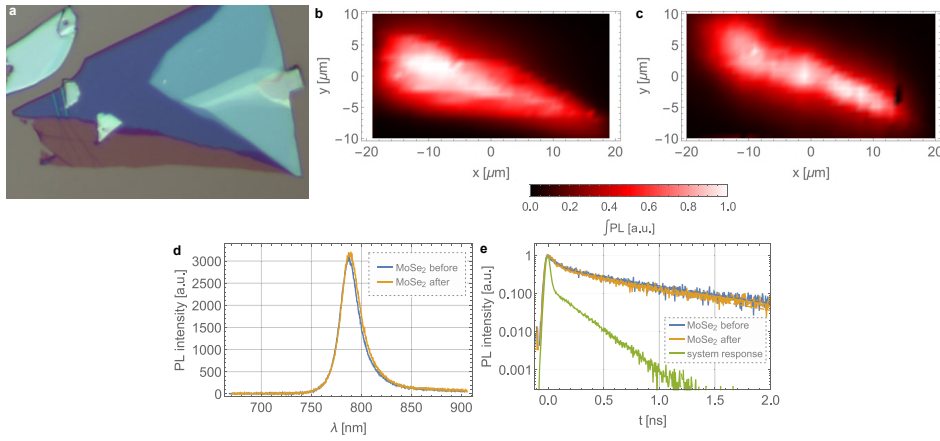 a
b
10
5
0
−5
−10
y [μm]
−20
−10
0
10
20
x [μm]
c
10
5
0
−5
−10
y [μm]
−20
−10
0
10
20
x [μm]
0.0 0.2 0.4 0.6 0.8 1.0
∫PL [a.u.]
d
3000
2500
2000
1500
1000
500
0
PL intensity [a.u.]
MoSe₂ before
MoSe₂ after
700 750 800 850 900
λ [nm]
e
1
0.100
0.010
0.001
PL intensity [a.u.]
MoSe₂ before
MoSe₂ after
system response
0.0 0.5 1.0 1.5 2.0
t [ns]